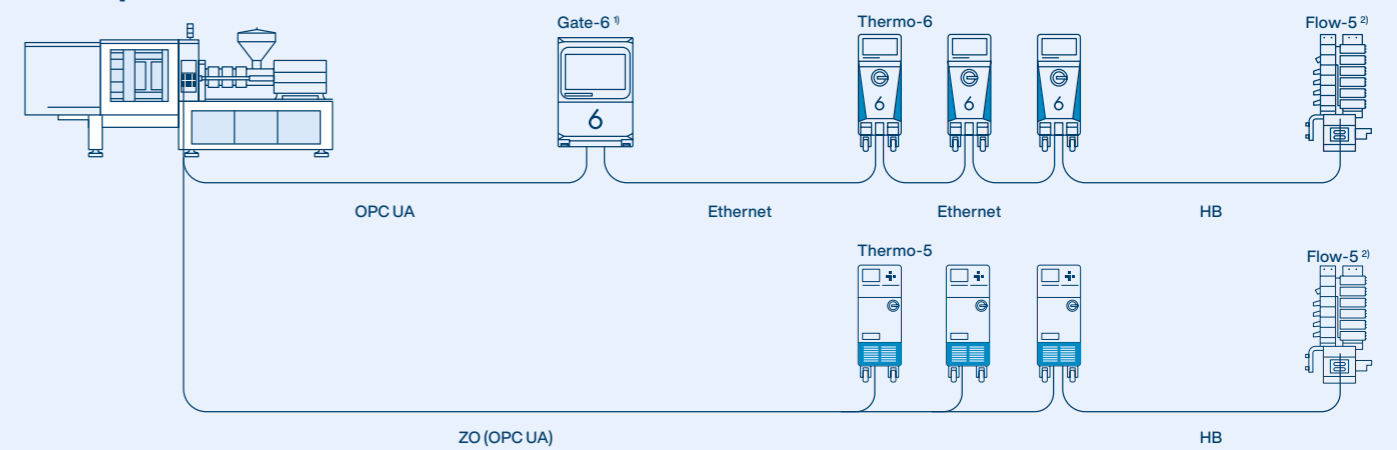 Gate-6 ¹⁾
Thermo-6
Flow-5 ²⁾
6
6
6
6
OPC UA
Ethernet
Ethernet
HB
Thermo-5
Flow-5 ²⁾
ZO (OPC UA)
HB